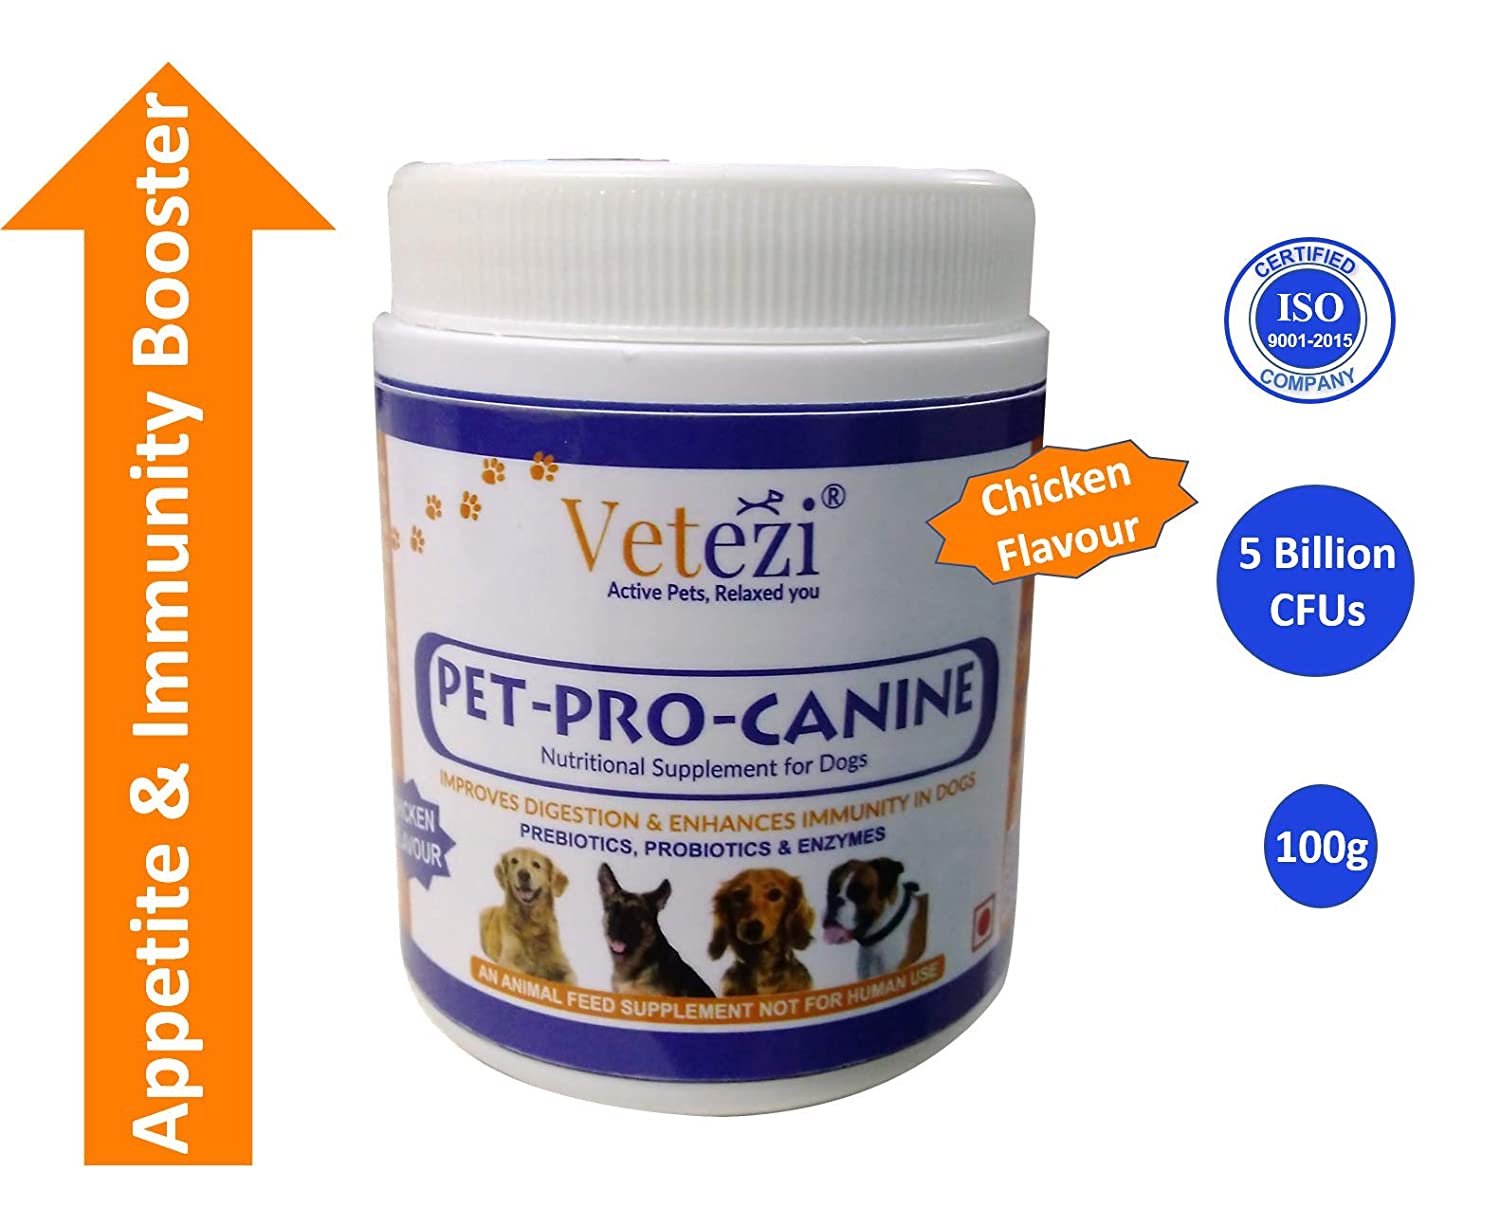 Appetite & Immunity Booster
Vetezi®
Active Pets, Relaxed you
PET-PRO-CANINE
Nutritional Supplement for Dogs
IMPROVES DIGESTION & ENHANCES IMMUNITY IN DOGS
PREBIOTICS, PROBIOTICS & ENZYMES
AN ANIMAL FEED SUPPLEMENT NOT FOR HUMAN USE
Chicken
Flavour
CERTIFIED
ISO
9001-2015
COMPANY
5 Billion
CFUs
100g